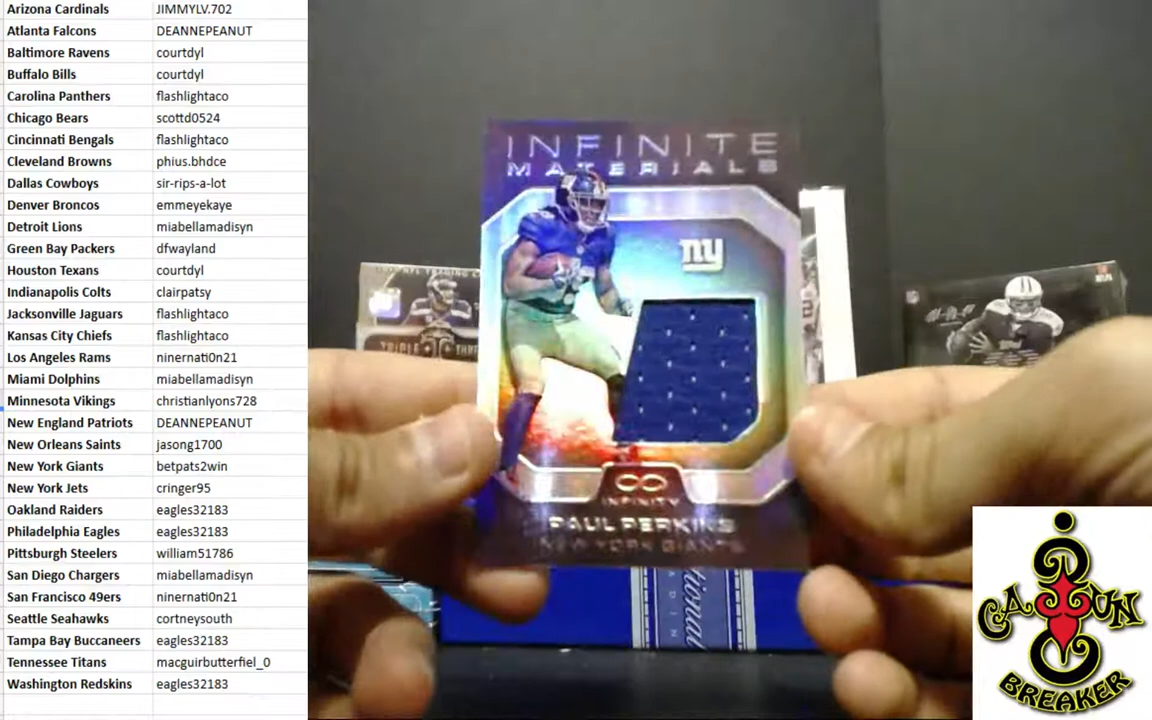 Arizona Cardinals JIMMYLV.702
Atlanta Falcons DEANNEPEANUT
Baltimore Ravens courtdyl
Buffalo Bills courtdyl
Carolina Panthers flashlightaco
Chicago Bears scottd0524
Cincinnati Bengals flashlightaco
Cleveland Browns phius.bhdce
Dallas Cowboys sir-rips-a-lot
Denver Broncos emmeyekaye
Detroit Lions miabellamadisyn
Green Bay Packers dfwayland
Houston Texans courtdyl
Indianapolis Colts clairpatsy
Jacksonville Jaguars flashlightaco
Kansas City Chiefs flashlightaco
Los Angeles Rams ninernati0n21
Miami Dolphins miabellamadisyn
Minnesota Vikings christianlyons728
New England Patriots DEANNEPEANUT
New Orleans Saints jasong1700
New York Giants betpats2win
New York Jets cringer95
Oakland Raiders eagles32183
Philadelphia Eagles eagles32183
Pittsburgh Steelers william51786
San Diego Chargers miabellamadisyn
San Francisco 49ers ninernati0n21
Seattle Seahawks cortneysouth
Tampa Bay Buccaneers eagles32183
Tennessee Titans macguirbutterfiel_0
Washington Redskins eagles32183
INFINITE
MATERIALS
ny
INFINITY
PAUL PERKINS
NEW YORK GIANTS
TRIPLE
CAJUN
BREAKER